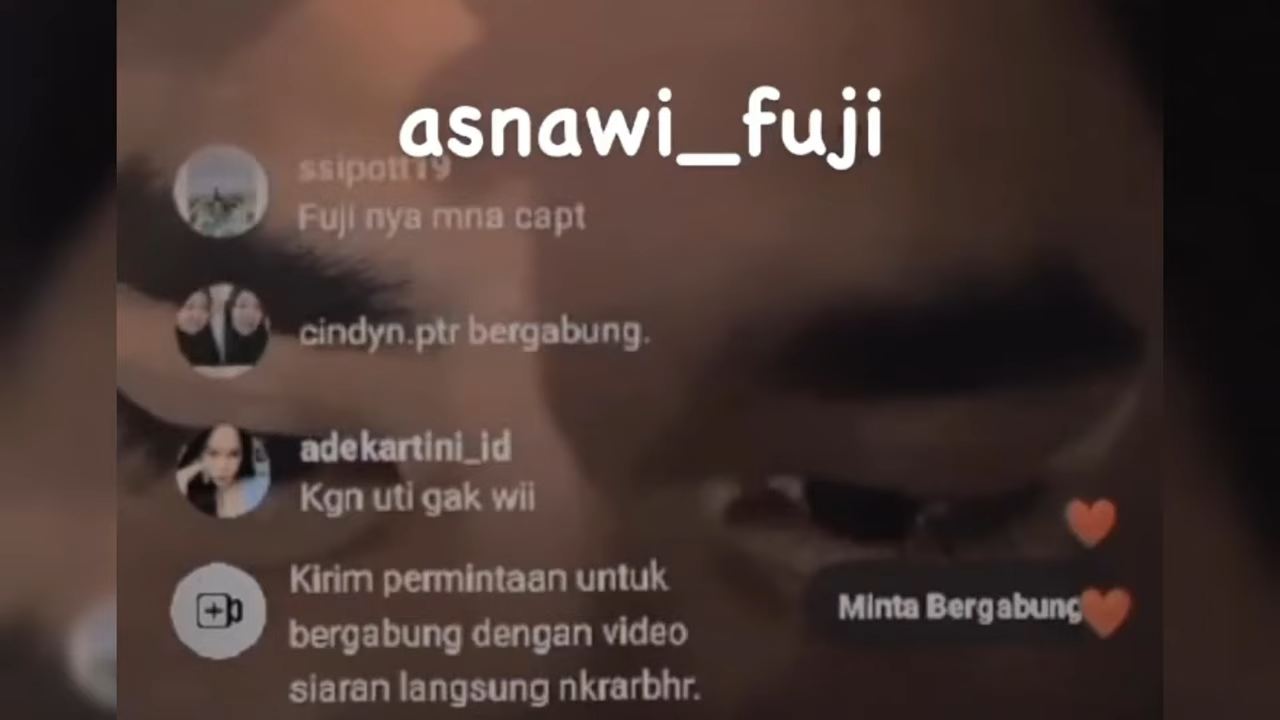 asnawi_fuji
ssipott19
Fuji nya mna capt
cindyn.ptr bergabung.
adekartini_id
Kgn uti gak wii
Kirim permintaan untuk
bergabung dengan video
siaran langsung nkrarbhr.
Minta Bergabung